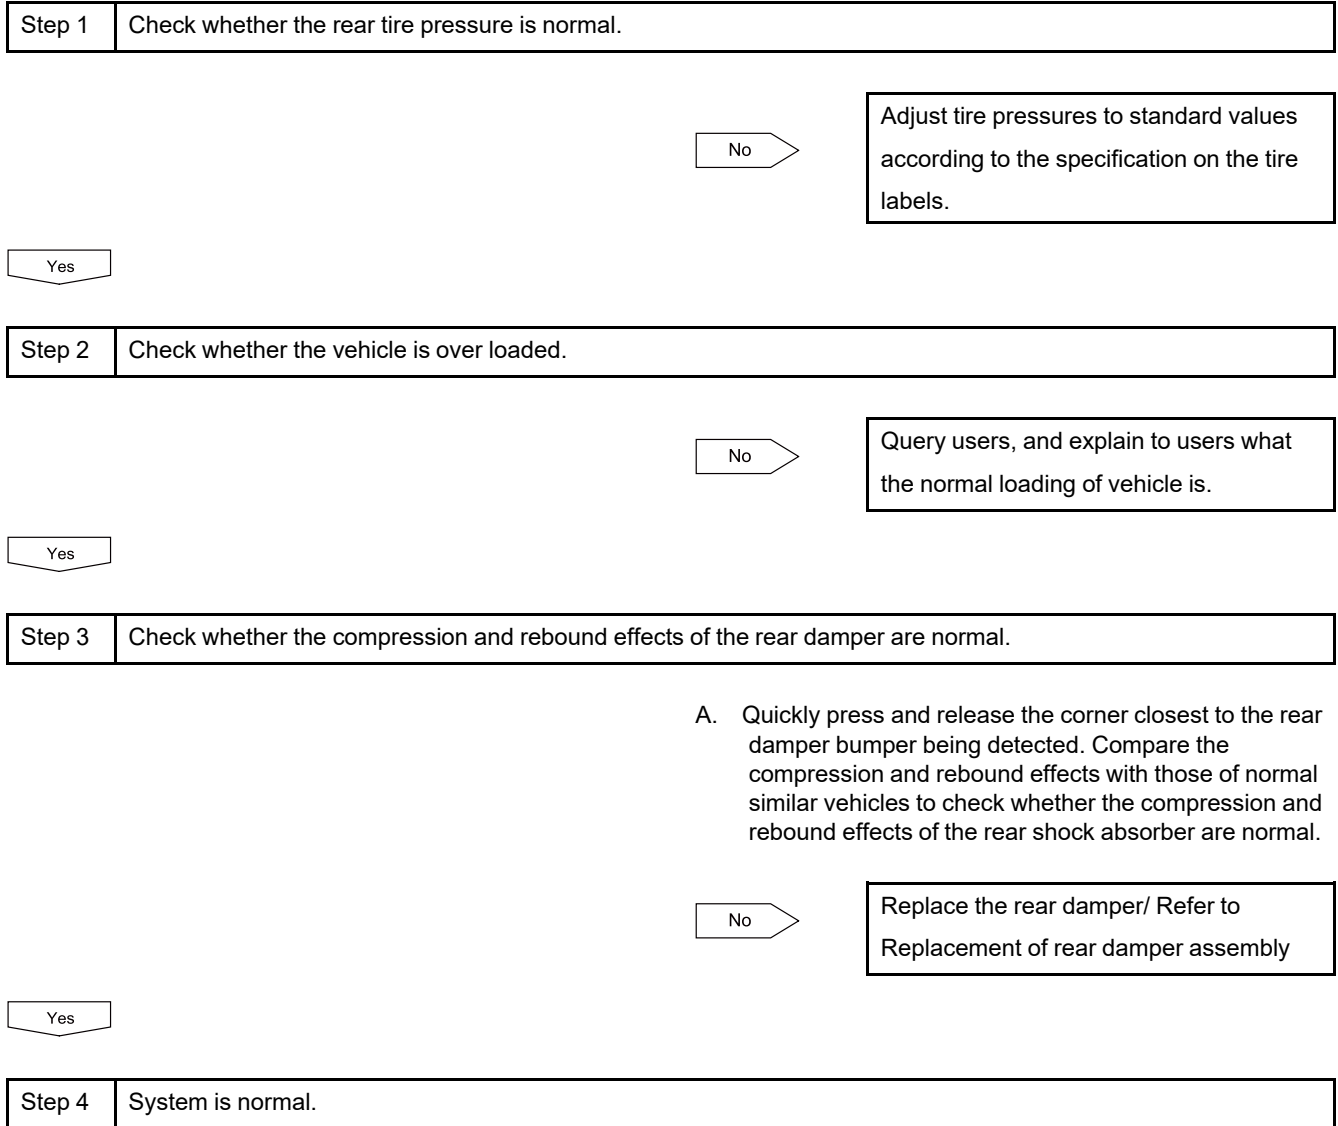 Step 1 Check whether the rear tire pressure is normal.
No
Adjust tire pressures to standard values
according to the specification on the tire
labels.
Yes
Step 2 Check whether the vehicle is over loaded.
No
Query users, and explain to users what
the normal loading of vehicle is.
Yes
Step 3 Check whether the compression and rebound effects of the rear damper are normal.
A. Quickly press and release the corner closest to the rear
damper bumper being detected. Compare the
compression and rebound effects with those of normal
similar vehicles to check whether the compression and
rebound effects of the rear shock absorber are normal.
No
Replace the rear damper/ Refer to
Replacement of rear damper assembly
Yes
Step 4 System is normal.